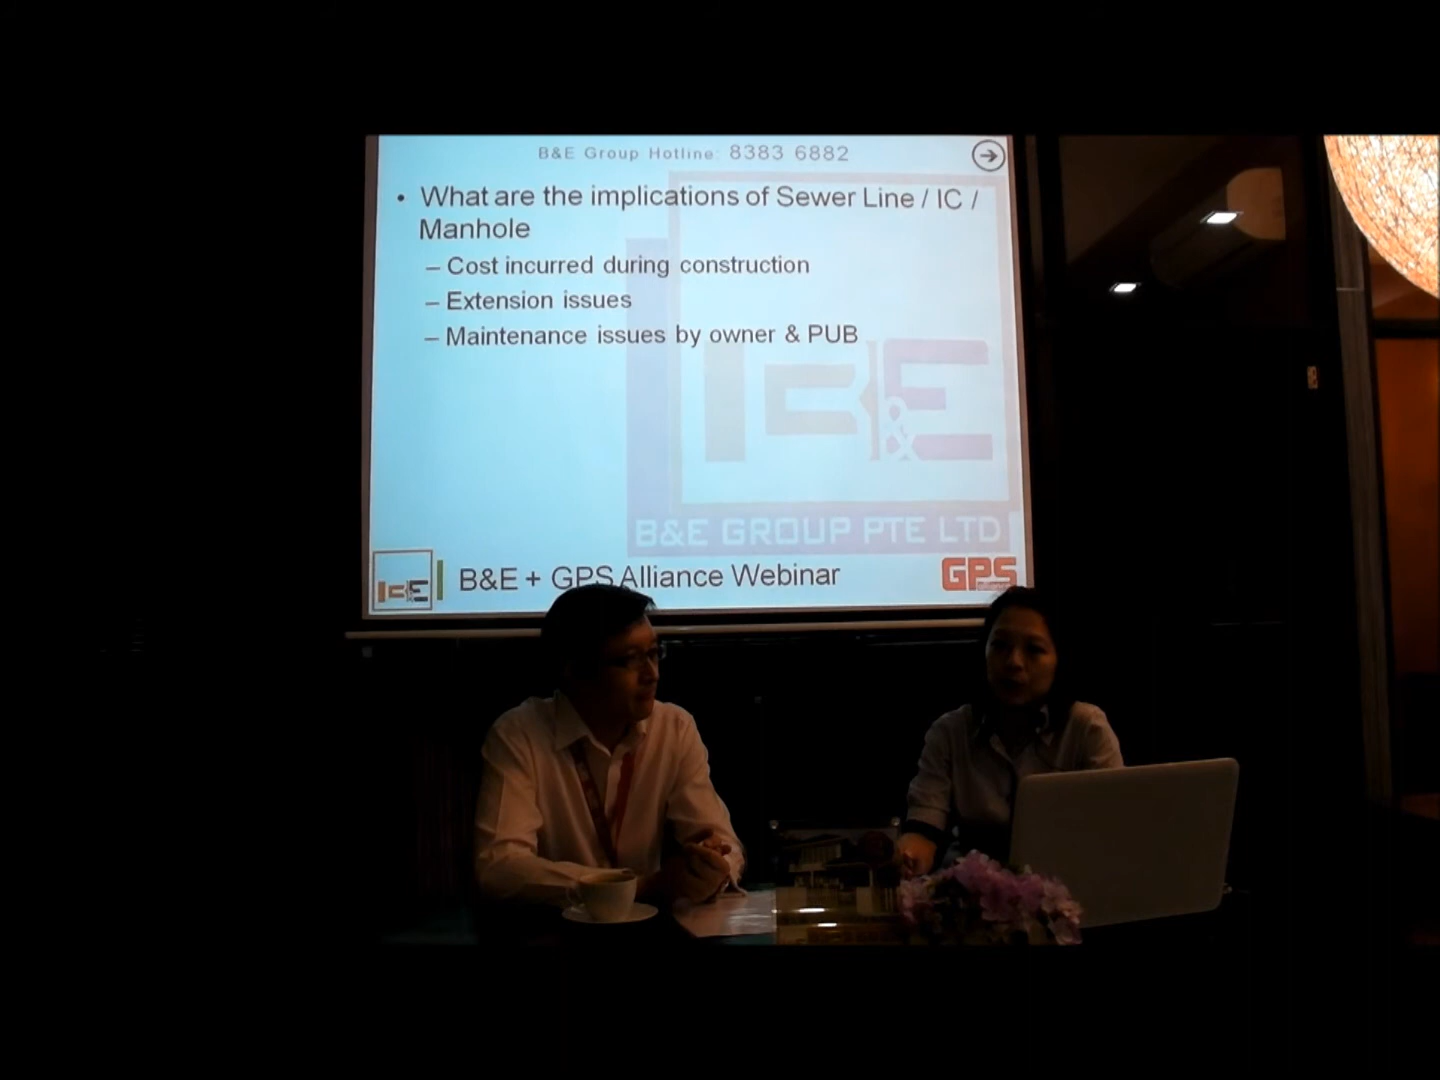 B&E Group Hotline: 8383 6882
• What are the implications of Sewer Line / IC /
Manhole
– Cost incurred during construction
– Extension issues
– Maintenance issues by owner & PUB
B&E
B&E GROUP PTE LTD
B&E
B&E + GPS Alliance Webinar
GPS
alliance